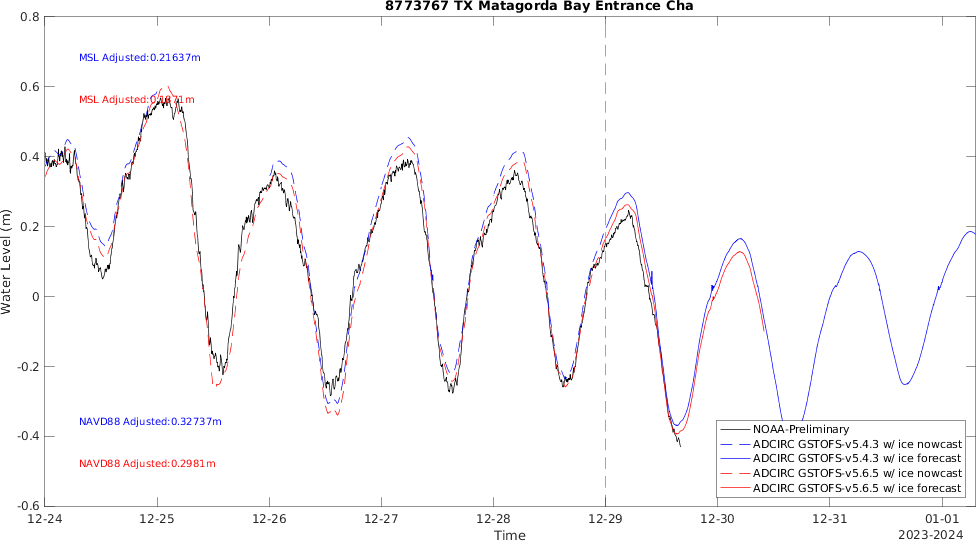 8773767 TX Matagorda Bay Entrance Cha
0.8
0.6
0.4
0.2
0
-0.2
-0.4
-0.6
Water Level (m)
MSL Adjusted:0.21637m
MSL Adjusted:
NAVD88 Adjusted:0.32737m
NAVD88 Adjusted:0.2981m
NOAA-Preliminary
ADCIRC GSTOFS-v5.4.3 w/ ice nowcast
ADCIRC GSTOFS-v5.4.3 w/ ice forecast
ADCIRC GSTOFS-v5.6.5 w/ ice nowcast
ADCIRC GSTOFS-v5.6.5 w/ ice forecast
12-24 12-25 12-26 12-27 12-28 12-29 12-30 12-31 01-01
Time
2023-2024